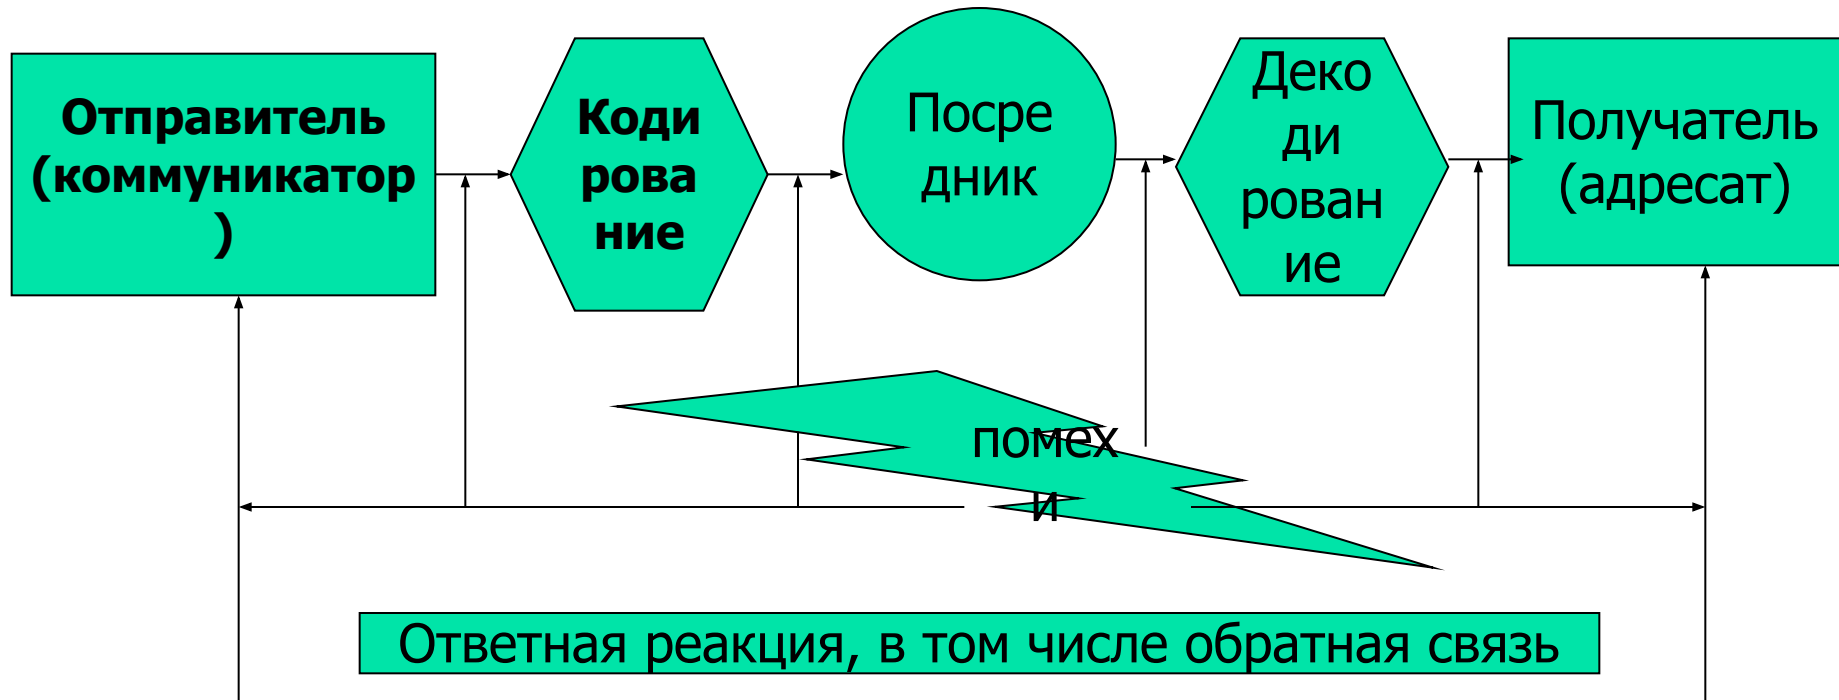 Отправитель
(коммуникатор
)
Коди
рова
ние
Посре
дник
Деко
ди
рован
ие
Получатель
(адресат)
помех
и
Ответная реакция, в том числе обратная связь